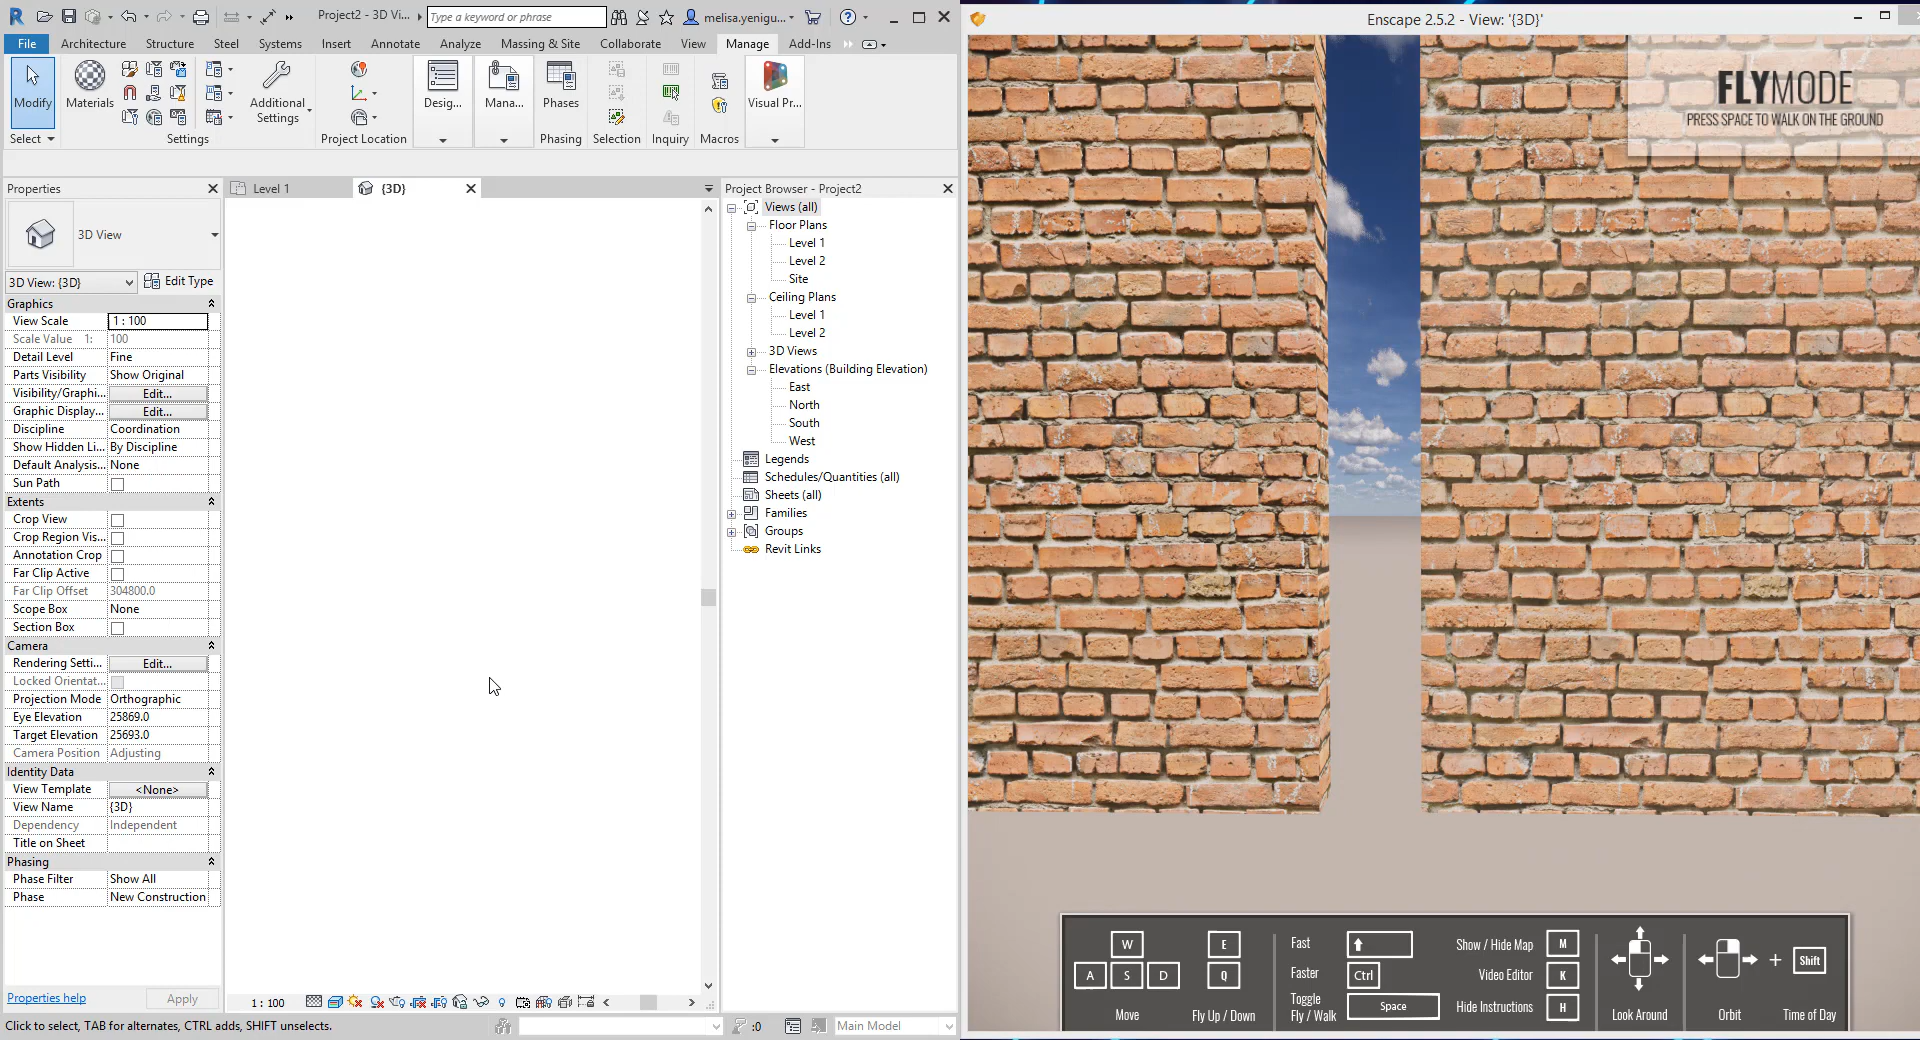 Project2 - 3D Vi...
Type a keyword or phrase
melisa.yenigu...
File
Architecture
Structure
Steel
Systems
Insert
Annotate
Analyze
Massing & Site
Collaborate
View
Manage
Add-Ins
Modify
Materials
Additional
Settings
Desig...
Mana...
Phases
Visual Pr...
Select
Settings
Project Location
Phasing
Selection
Inquiry
Macros
Properties
3D View
3D View: {3D}
Edit Type
Graphics
View Scale 1 : 100
Scale Value 1: 100
Detail Level Fine
Parts Visibility Show Original
Visibility/Graphi... Edit...
Graphic Display... Edit...
Discipline Coordination
Show Hidden Li... By Discipline
Default Analysis... None
Sun Path
Extents
Crop View
Crop Region Vis...
Annotation Crop
Far Clip Active
Far Clip Offset 304800.0
Scope Box None
Section Box
Camera
Rendering Setti... Edit...
Locked Orientat...
Projection Mode Orthographic
Eye Elevation 25869.0
Target Elevation 25693.0
Camera Position Adjusting
Identity Data
View Template <None>
View Name {3D}
Dependency Independent
Title on Sheet
Phasing
Phase Filter Show All
Phase New Construction
Properties help
Apply
Level 1
{3D}
1 : 100
Project Browser - Project2
Views (all)
Floor Plans
Level 1
Level 2
Site
Ceiling Plans
Level 1
Level 2
3D Views
Elevations (Building Elevation)
East
North
South
West
Legends
Schedules/Quantities (all)
Sheets (all)
Families
Groups
Revit Links
Click to select, TAB for alternates, CTRL adds, SHIFT unselects.
:0
Main Model
Enscape 2.5.2 - View: '{3D}'
FLYMODE
PRESS SPACE TO WALK ON THE GROUND
W
A S D
Move
E
Q
Fly Up / Down
Fast
Faster Ctrl
Toggle
Fly / Walk
Space
Show / Hide Map M
Video Editor K
Hide Instructions H
Look Around
Orbit
+ Shift
Time of Day